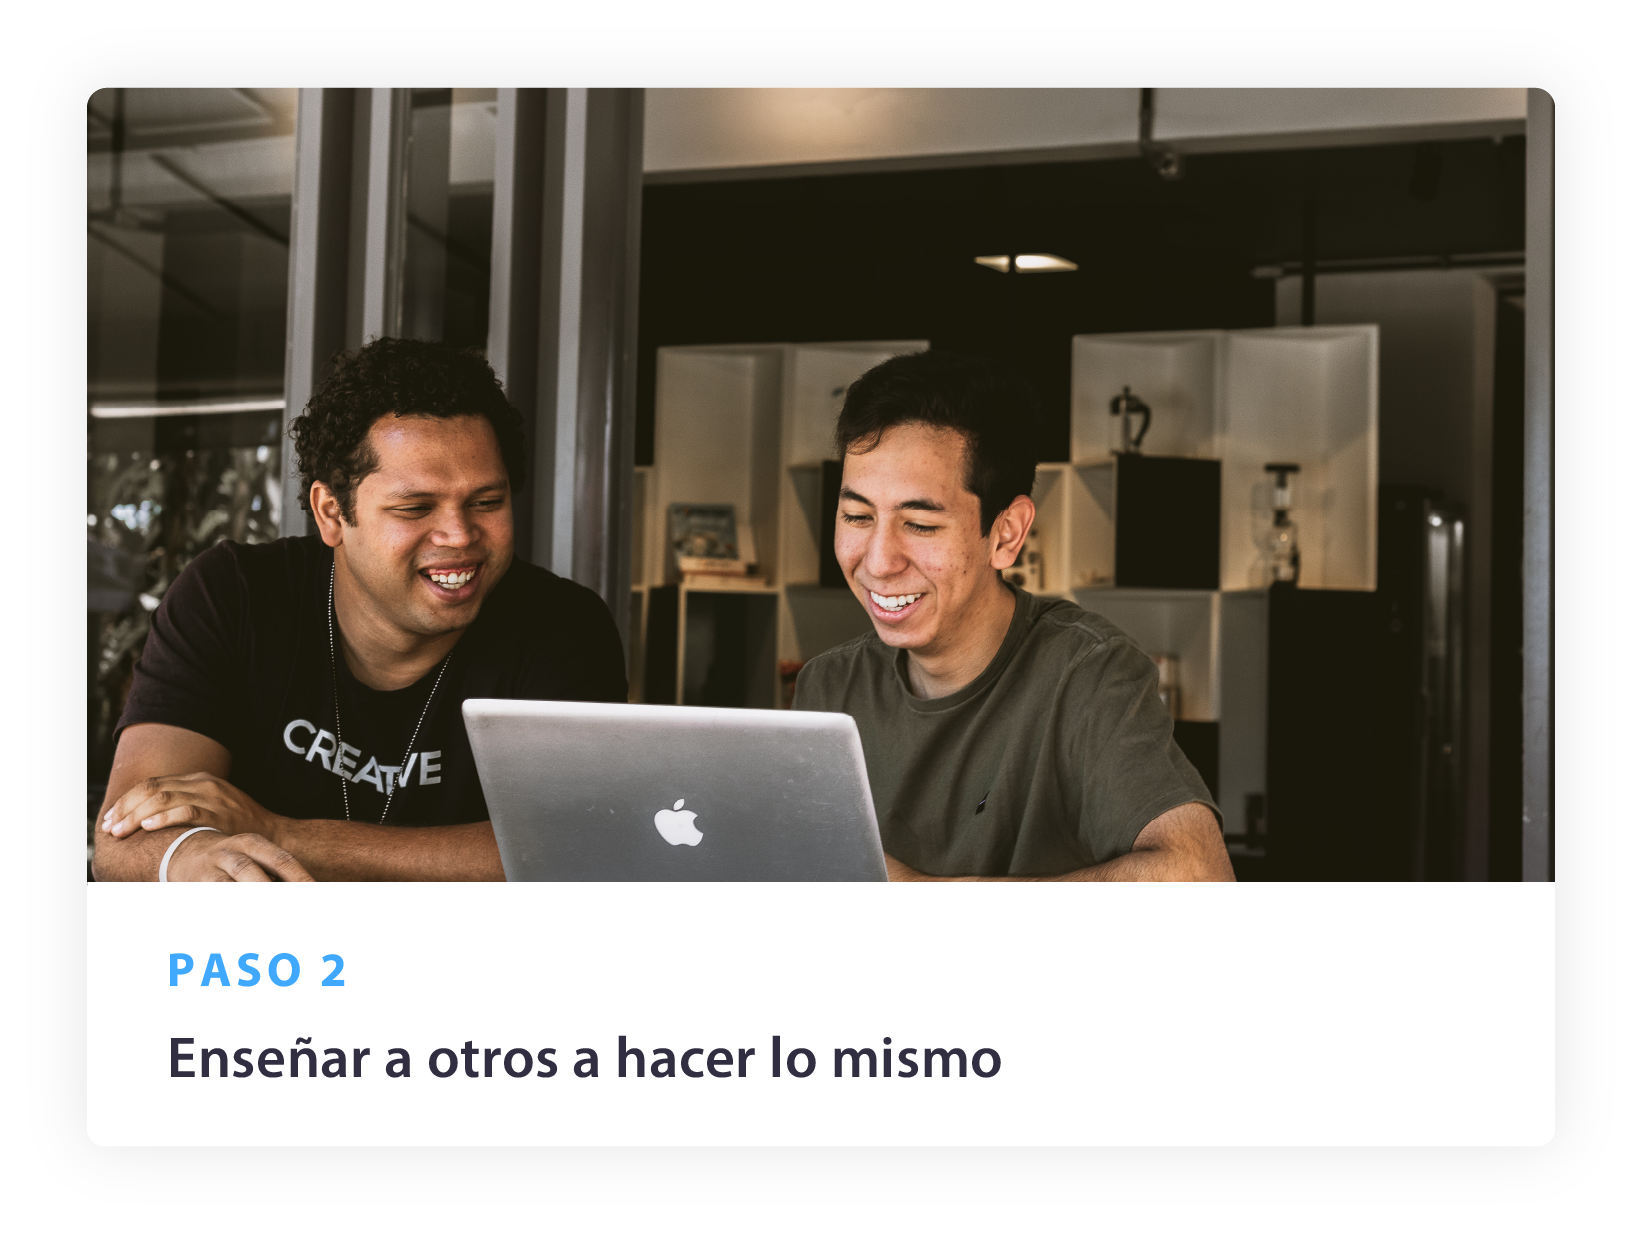 CREATIVE
PASO 2
Enseñar a otros a hacer lo mismo